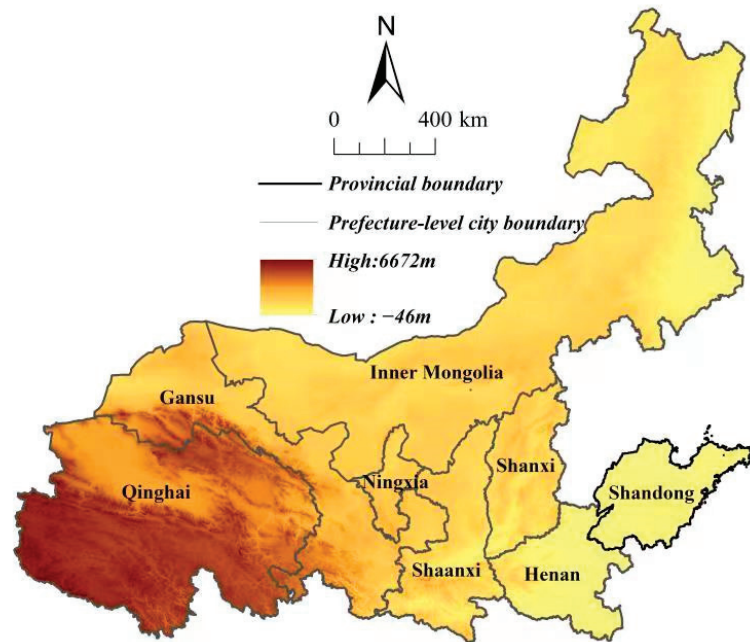 N
0 400 km
Provincial boundary
Prefecture-level city boundary
High:6672m
Low : −46m
Inner Mongolia
Gansu
Qinghai
Ningxia
Shanxi
Shandong
Shaanxi
Henan